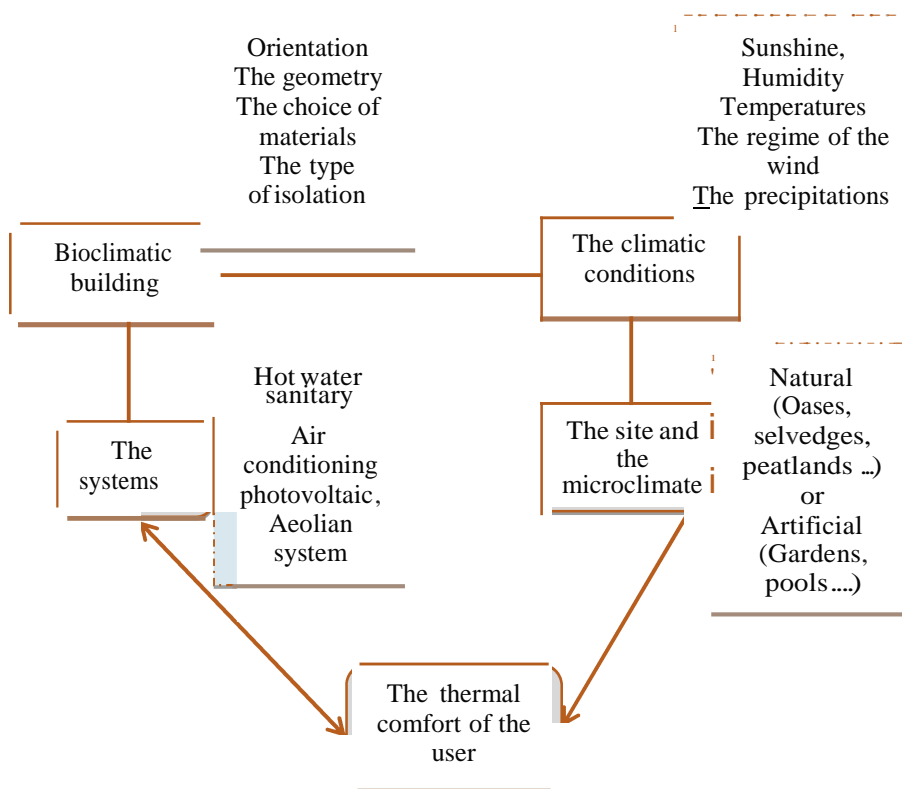 Orientation
The geometry
The choice of
materials
The type
of isolation
Sunshine,
Humidity
Temperatures
The regime of the
wind
The precipitations
Bioclimatic
building
The climatic
conditions
Hot water
sanitary
Air
conditioning
photovoltaic,
Aeolian
system
The
systems
The site and
the
microclimate
Natural
(Oases,
selvedges,
peatlands ...)
or
Artificial
(Gardens,
pools ....)
The thermal
comfort of the
user